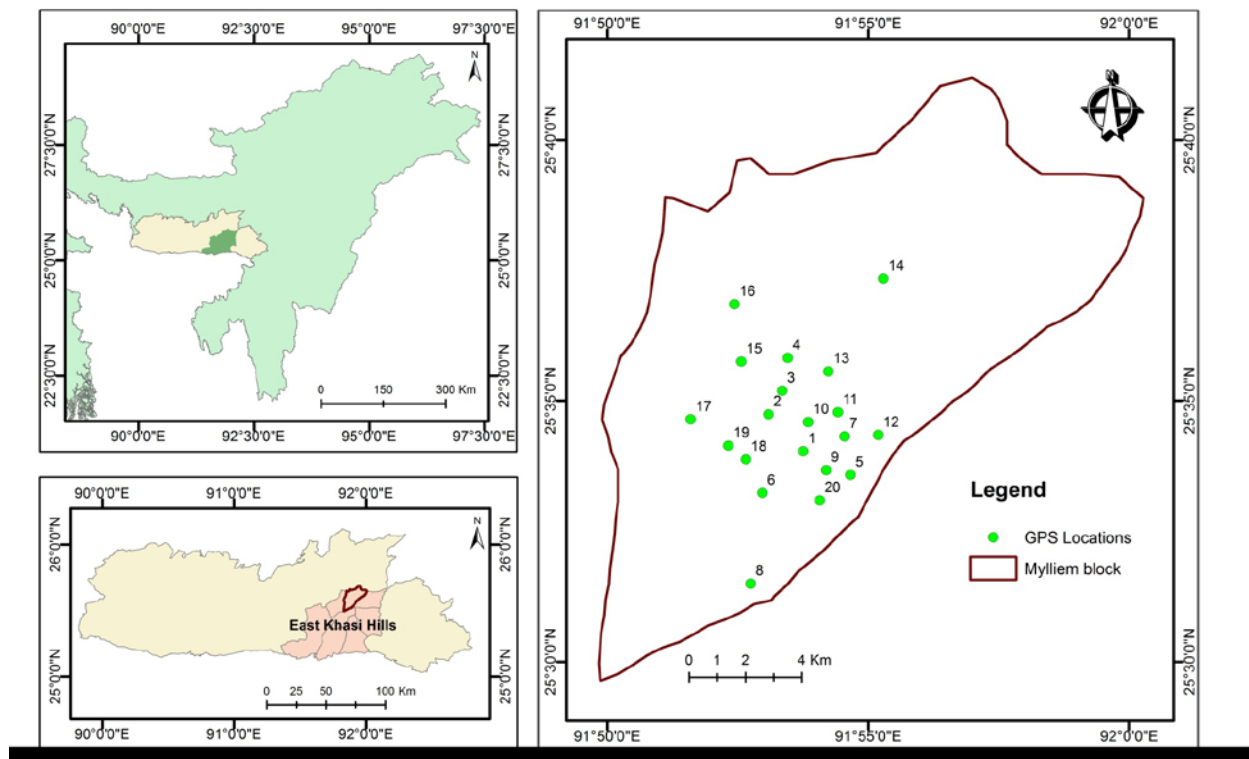 90°0'0"E 92°30'0"E 95°0'0"E 97°30'0"E
N
27°30'0"N 27°30'0"N
25°0'0"N 25°0'0"N
22°30'0"N 22°30'0"N
0 150 300 Km
90°0'0"E 92°30'0"E 95°0'0"E 97°30'0"E
90°0'0"E 91°0'0"E 92°0'0"E
N
26°0'0"N 26°0'0"N
East Khasi Hills
25°0'0"N 25°0'0"N
0 25 50 100 Km
90°0'0"E 91°0'0"E 92°0'0"E
91°50'0"E 91°55'0"E 92°0'0"E
N
25°40'0"N 25°40'0"N
14
16
4
15 13
3
25°35'0"N 25°35'0"N
17 2 10 11
7 12
19 1
18 9 5
6 20
Legend
GPS Locations
Mylliem block
8
0 1 2 4 Km
25°30'0"N 25°30'0"N
91°50'0"E 91°55'0"E 92°0'0"E